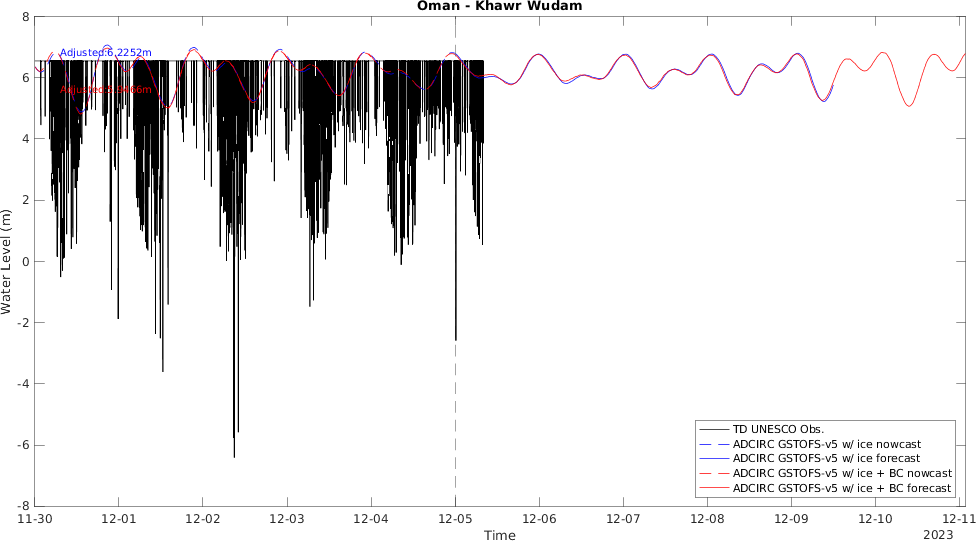 Oman - Khawr Wudam
8
6
4
2
0
-2
-4
-6
-8
Water Level (m)
Adjusted:6.2252m
TD UNESCO Obs.
ADCIRC GSTOFS-v5 w/ ice nowcast
ADCIRC GSTOFS-v5 w/ ice forecast
ADCIRC GSTOFS-v5 w/ ice + BC nowcast
ADCIRC GSTOFS-v5 w/ ice + BC forecast
11-30 12-01 12-02 12-03 12-04 12-05 12-06 12-07 12-08 12-09 12-10 12-11
Time
2023